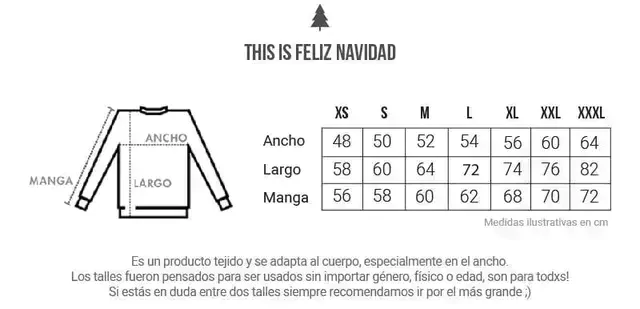 THIS IS FELIZ NAVIDAD
XS S M L XL XXL XXXL
Ancho 48 50 52 54 56 60 64
Largo 58 60 64 72 74 76 82
Manga 56 58 60 62 68 70 72
ANCHO
MANGA
LARGO
Medidas ilustrativas en cm
Es un producto tejido y se adapta al cuerpo, especialmente en el ancho.
Los talles fueron pensados para ser usados sin importar género, físico o edad, son para todxs!
Si estás en duda entre dos talles siempre recomendamos ir por el más grande ;)